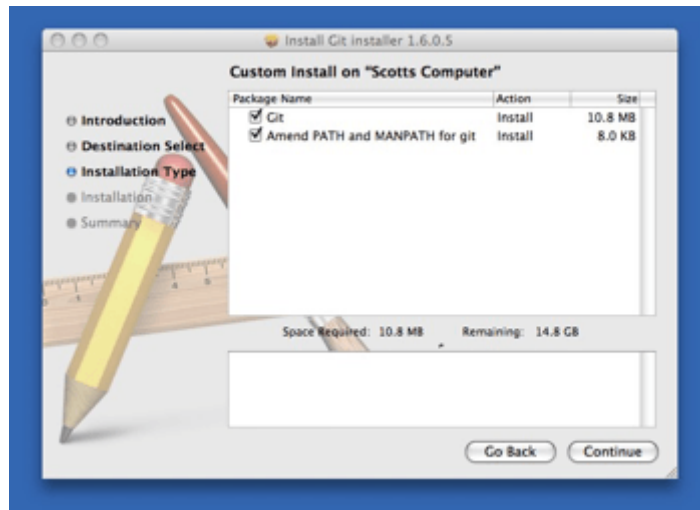 Install Git installer 1.6.0.5
Custom Install on "Scotts Computer"
Introduction
Destination Select
Installation Type
Installation
Summary
Package Name Action Size
Git Install 10.8 MB
Amend PATH and MANPATH for git Install 8.0 KB
Space Required: 10.8 MB Remaining: 14.8 GB
Go Back Continue